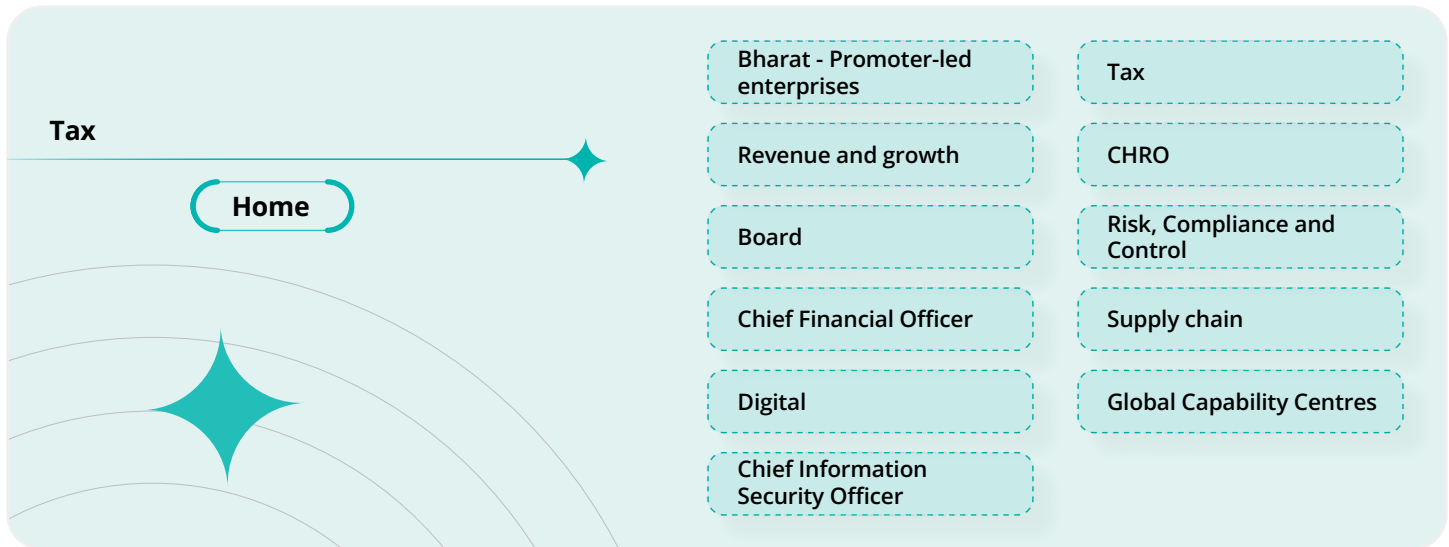 Tax
Home
Bharat - Promoter-led
enterprises
Revenue and growth
Board
Chief Financial Officer
Digital
Chief Information
Security Officer
Tax
CHRO
Risk, Compliance and
Control
Supply chain
Global Capability Centres